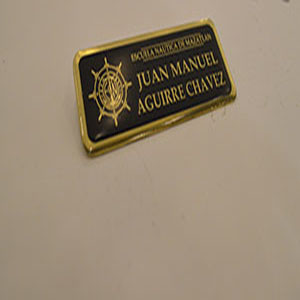 ESCUELA NAUTICA DE MAZATLAN
JUAN MANUEL
AGUIRRE CHAVEZ